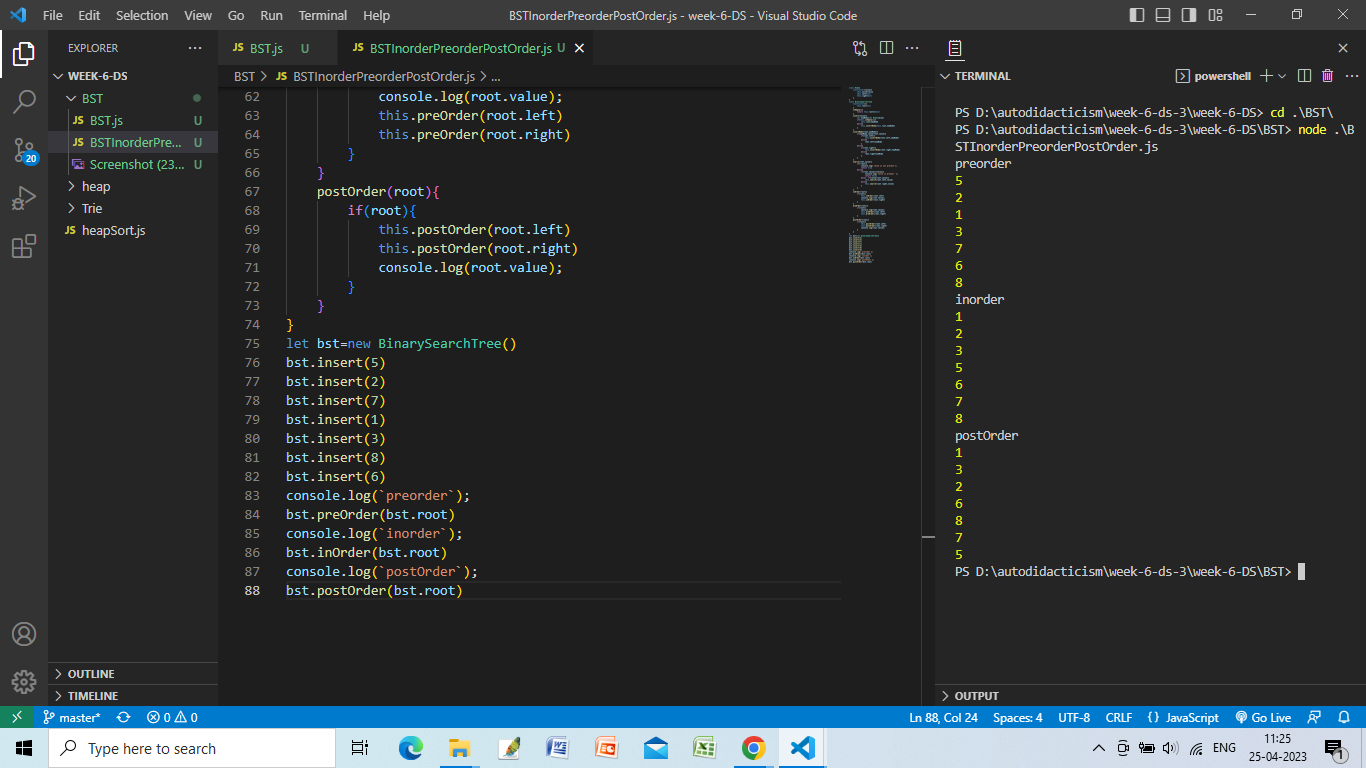 File Edit Selection View Go Run Terminal Help BSTInorderPreorderPostOrder.js - week-6-DS - Visual Studio Code
EXPLORER
WEEK-6-DS
BST
JS BST.js U
JS BSTInorderPre... U
Screenshot (23... U
heap
Trie
JS heapSort.js
20
OUTLINE
TIMELINE
JS BST.js U JS BSTInorderPreorderPostOrder.js U
BST > JS BSTInorderPreorderPostOrder.js > ...
62 console.log(root.value);
63 this.preOrder(root.left)
64 this.preOrder(root.right)
65 }
66 }
67 postOrder(root){
68 if(root){
69 this.postOrder(root.left)
70 this.postOrder(root.right)
71 console.log(root.value);
72 }
73 }
74 }
75 let bst=new BinarySearchTree()
76 bst.insert(5)
77 bst.insert(2)
78 bst.insert(7)
79 bst.insert(1)
80 bst.insert(3)
81 bst.insert(8)
82 bst.insert(6)
83 console.log(`preorder`);
84 bst.preOrder(bst.root)
85 console.log(`inorder`);
86 bst.inOrder(bst.root)
87 console.log(`postOrder`);
88 bst.postOrder(bst.root)
TERMINAL powershell
PS D:\autodidacticism\week-6-ds-3\week-6-DS> cd .\BST\
PS D:\autodidacticism\week-6-ds-3\week-6-DS\BST> node .\B
STInorderPreorderPostOrder.js
preorder
5
2
1
3
7
6
8
inorder
1
2
3
5
6
7
8
postOrder
1
3
2
6
8
7
5
PS D:\autodidacticism\week-6-ds-3\week-6-DS\BST>
OUTPUT
master* 0 0 Ln 88, Col 24 Spaces: 4 UTF-8 CRLF {} JavaScript Go Live
Type here to search
ENG
11:25
25-04-2023
1